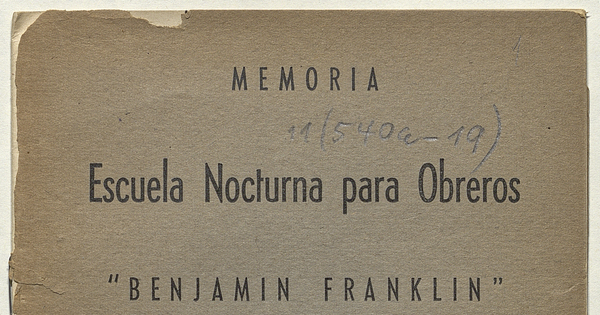 MEMORIA
11(540a-19)
Escuela Nocturna para Obreros
"BENJAMIN FRANKLIN"